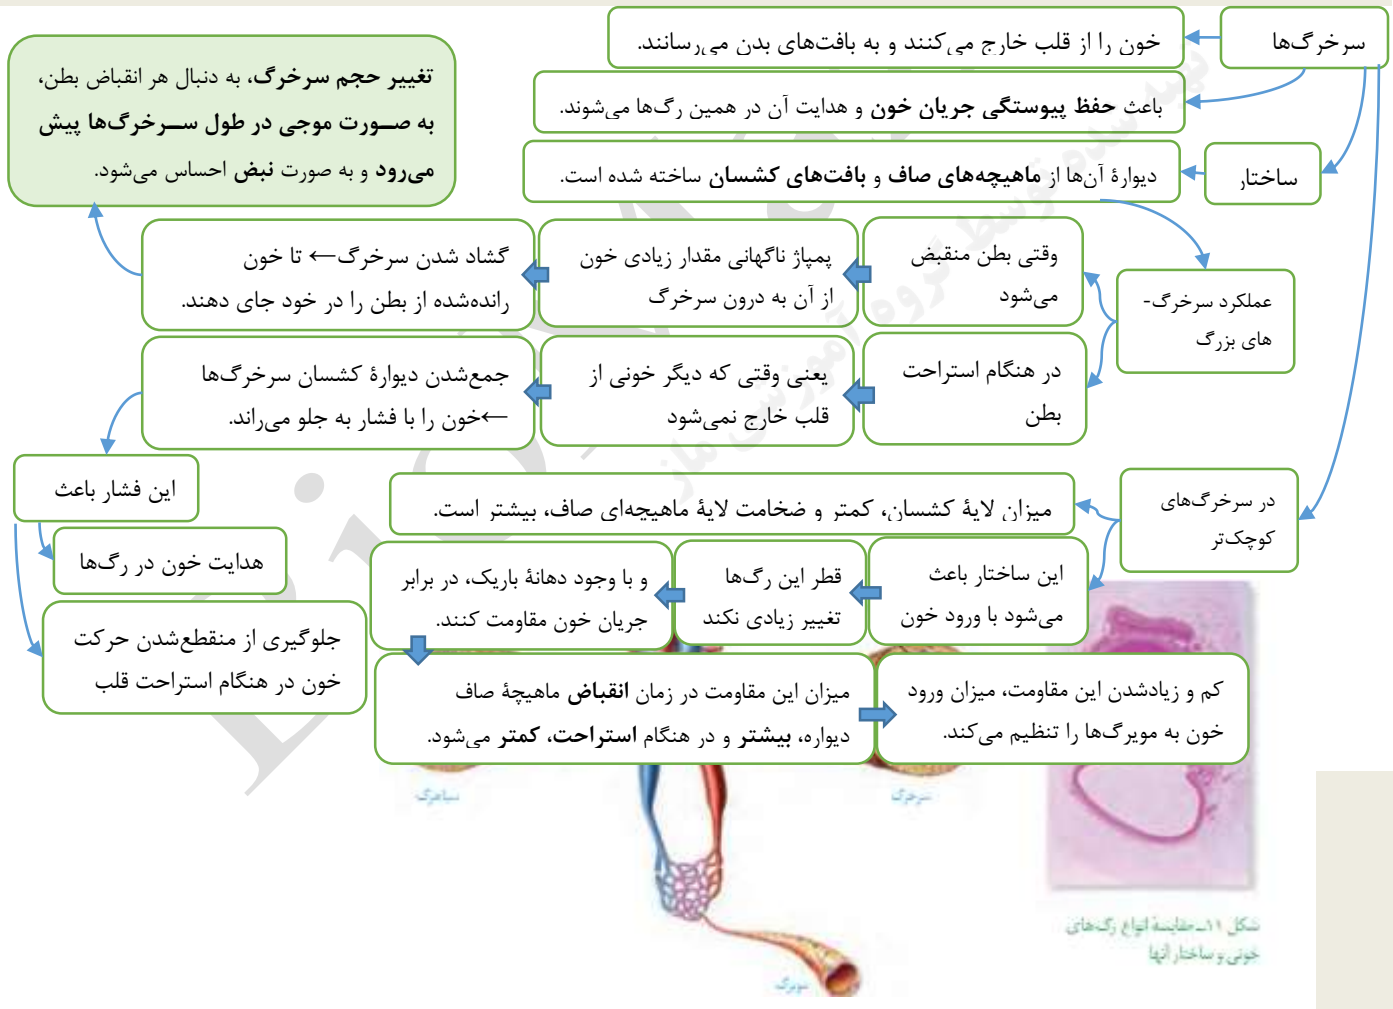 سرخرگ‌ها
خون را از قلب خارج می‌کنند و به بافت‌های بدن می‌رسانند.
باعث حفظ پیوستگی جریان خون و هدایت آن در همین رگ‌ها می‌شوند.
ساختار
دیوارهٔ آن‌ها از ماهیچه‌های صاف و بافت‌های کشسان ساخته شده است.
تغییر حجم سرخرگ، به دنبال هر انقباض بطن،
به صورت موجی در طول سرخرگ‌ها پیش
می‌رود و به صورت نبض احساس می‌شود.
عملکرد سرخرگ-
های بزرگ
وقتی بطن منقبض
می‌شود
پمپاژ ناگهانی مقدار زیادی خون
از آن به درون سرخرگ
گشاد شدن سرخرگ← تا خون
رانده‌شده از بطن را در خود جای دهند.
در هنگام استراحت
بطن
یعنی وقتی که دیگر خونی از
قلب خارج نمی‌شود
جمع‌شدن دیوارهٔ کشسان سرخرگ‌ها
←خون را با فشار به جلو می‌راند.
این فشار باعث
هدایت خون در رگ‌ها
جلوگیری از منقطع‌شدن حرکت
خون در هنگام استراحت قلب
در سرخرگ‌های
کوچک‌تر
میزان لایهٔ کشسان، کمتر و ضخامت لایهٔ ماهیچه‌ای صاف، بیشتر است.
این ساختار باعث
می‌شود با ورود خون
قطر این رگ‌ها
تغییر زیادی نکند
و با وجود دهانهٔ باریک، در برابر
جریان خون مقاومت کنند.
میزان این مقاومت در زمان انقباض ماهیچهٔ صاف
دیواره، بیشتر و در هنگام استراحت، کمتر می‌شود.
کم و زیادشدن این مقاومت، میزان ورود
خون به مویرگ‌ها را تنظیم می‌کند.
سیاهرگ
سرخرگ
مویرگ
شکل ۱۱ــ مقایسهٔ انواع رگ‌های
خونی و ساختار آنها
تهیه شده توسط گروه آموزشی ماز